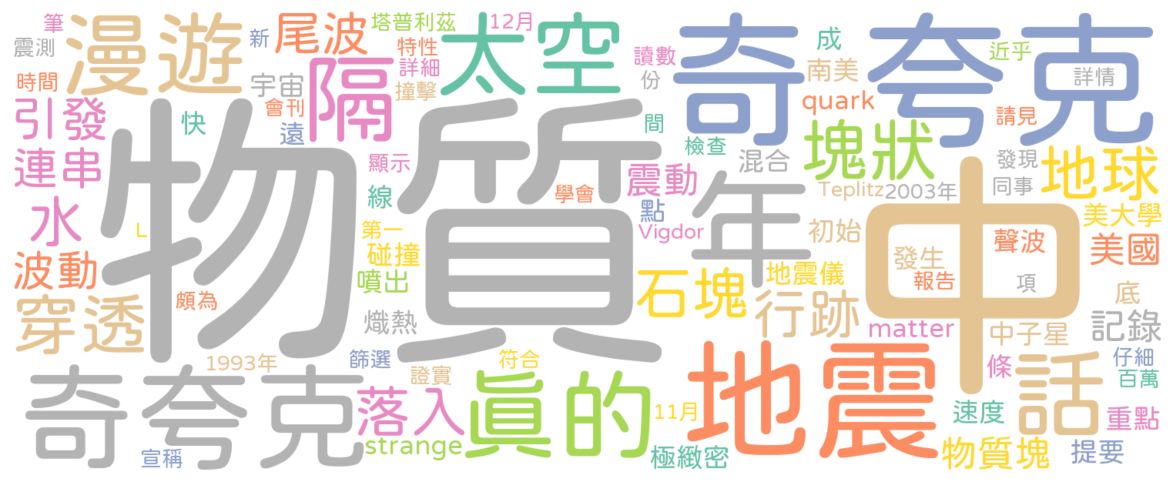 筆
漫遊
尾波
塔普利茲
12月
太空
奇夸克
成
近乎
震測
新
特性
讀數
南美
詳情
時間
宇宙
隔
詳細
撞擊
份
quark
請見
引發
快
會刊
遠
物質
間
檢查
塊狀
混合
發現
地球
連串
顯示
線
學會
震動
年
Teplitz
2003年
同事
中
水
L
第一
點
Vigdor
初始
聲波
美大學
美國
波動
碰撞
噴出
地震儀
發生
報告
項
穿透
頗為
石塊
行跡
底
熾熱
matter
中子星
記錄
1993年
篩選
符合
地震
條
仔細
百萬
奇夸克
證實
落入
眞的
11月
速度
話
重點
宣稱
strange
極緻密
物質塊
提要